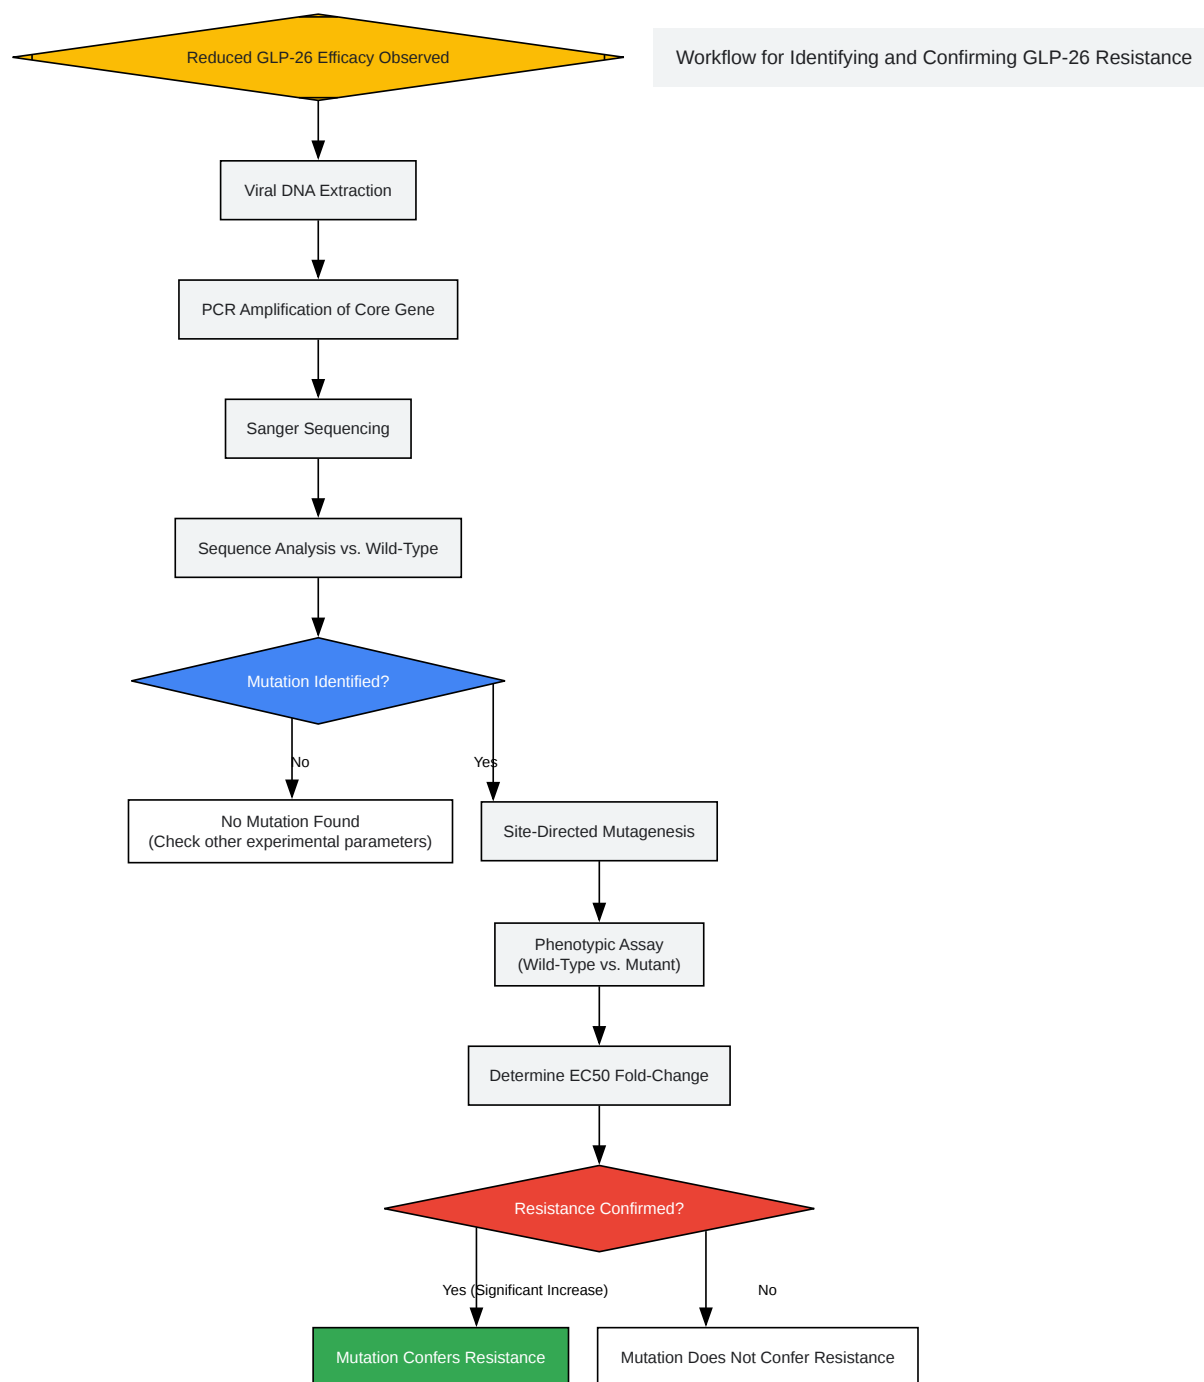 Reduced GLP-26 Efficacy Observed
Workflow for Identifying and Confirming GLP-26 Resistance
Viral DNA Extraction
PCR Amplification of Core Gene
Sanger Sequencing
Sequence Analysis vs. Wild-Type
Mutation Identified?
No
Yes
No Mutation Found
(Check other experimental parameters)
Site-Directed Mutagenesis
Phenotypic Assay
(Wild-Type vs. Mutant)
Determine EC50 Fold-Change
Resistance Confirmed?
Yes (Significant Increase)
No
Mutation Confers Resistance
Mutation Does Not Confer Resistance